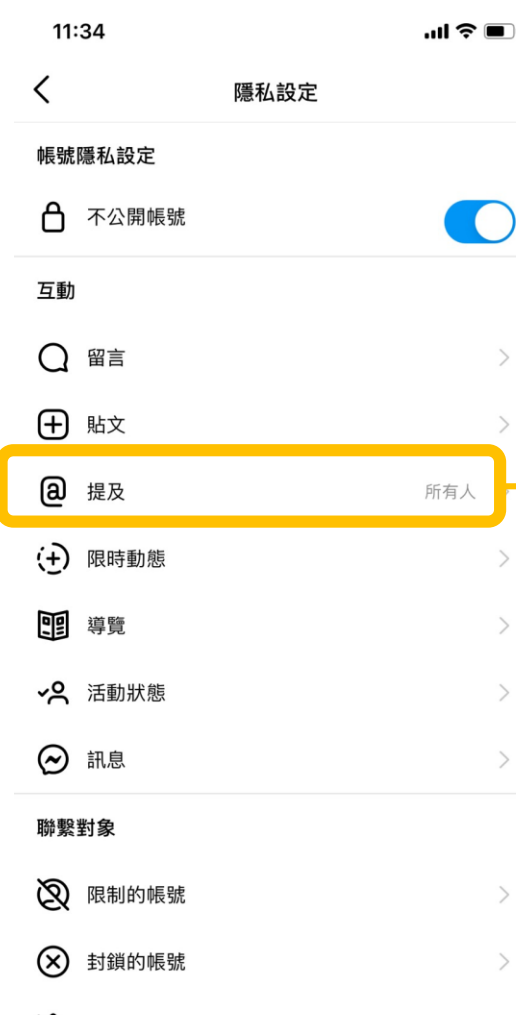 11:34
隱私設定
帳號隱私設定
不公開帳號
互動
留言
貼文
提及 所有人
限時動態
導覽
活動狀態
訊息
聯繫對象
限制的帳號
封鎖的帳號